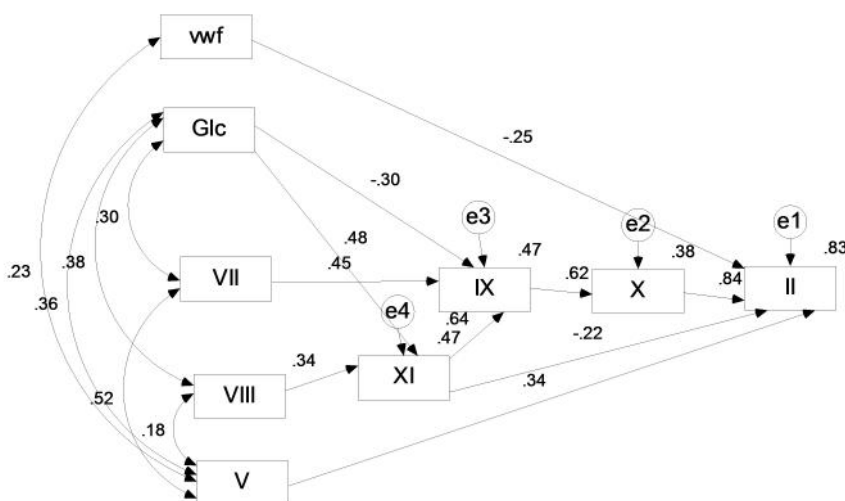 vwf
Glc
-.25
-.30
.30
e3
e2
e1
.48
.47
.38
.83
.23
.38
VII
.45
IX
.62
X
.84
II
.36
e4
.64
.47
-.22
.34
VIII
.34
XI
.52
.18
V